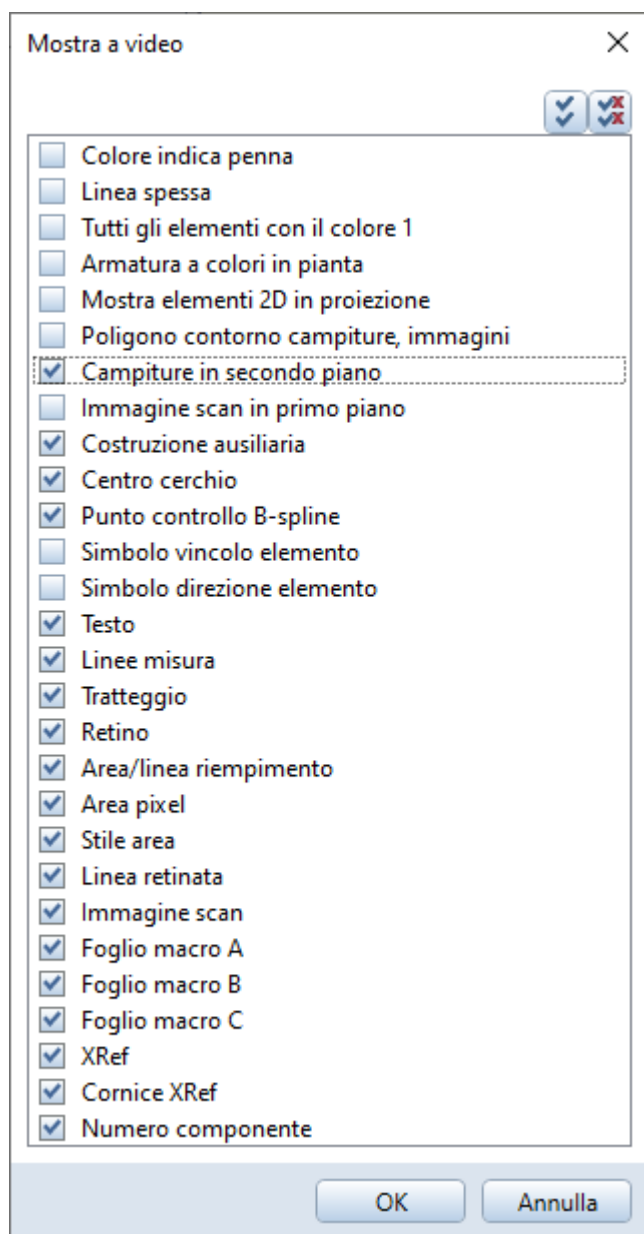 Mostra a video
Colore indica penna
Linea spessa
Tutti gli elementi con il colore 1
Armatura a colori in pianta
Mostra elementi 2D in proiezione
Poligono contorno campiture, immagini
Campiture in secondo piano
Immagine scan in primo piano
Costruzione ausiliaria
Centro cerchio
Punto controllo B-spline
Simbolo vincolo elemento
Simbolo direzione elemento
Testo
Linee misura
Tratteggio
Retino
Area/linea riempimento
Area pixel
Stile area
Linea retinata
Immagine scan
Foglio macro A
Foglio macro B
Foglio macro C
XRef
Cornice XRef
Numero componente
OK Annulla